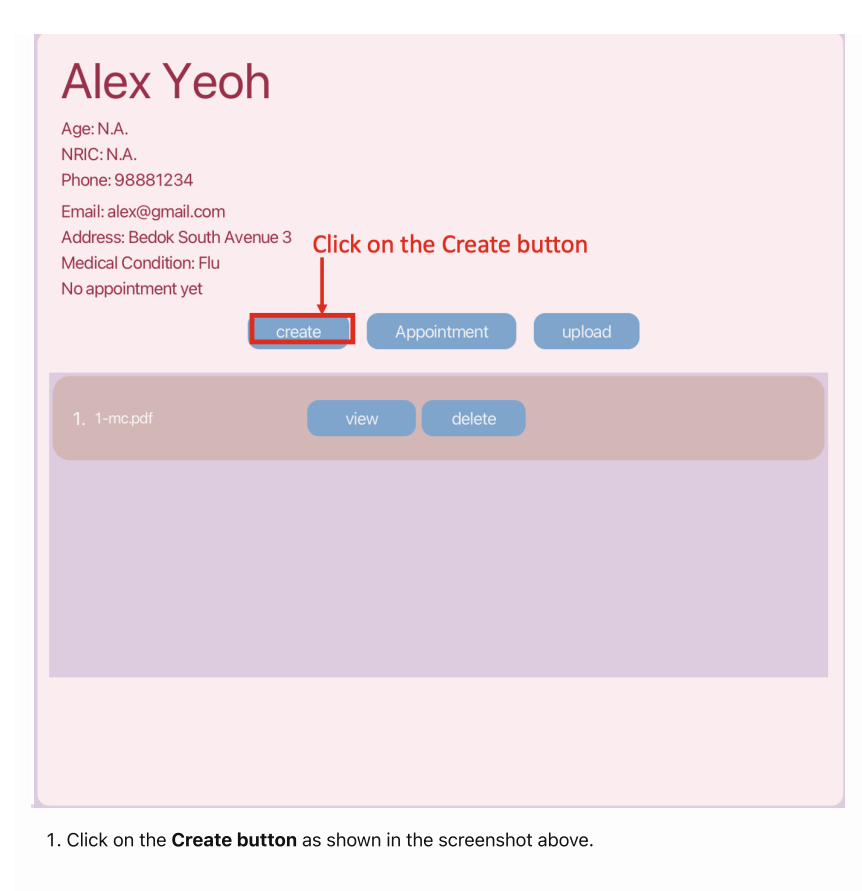 Alex Yeoh
Age: N.A.
NRIC: N.A.
Phone: 98881234
Email: alex@gmail.com
Address: Bedok South Avenue 3
Medical Condition: Flu
No appointment yet
Click on the Create button
create Appointment upload
1. 1-mc.pdf view delete
1. Click on the Create button as shown in the screenshot above.